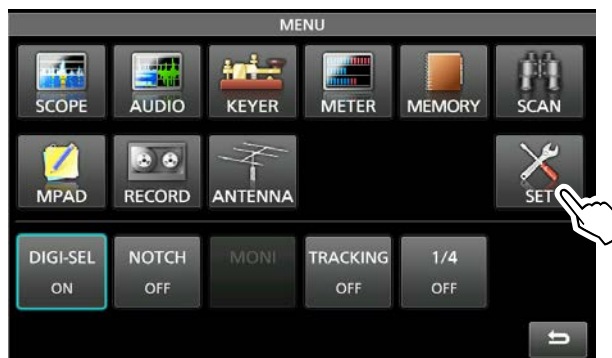 MENU
SCOPE AUDIO KEYER METER MEMORY SCAN
MPAD RECORD ANTENNA SET
DIGI-SEL NOTCH MONI TRACKING 1/4
ON OFF OFF OFF